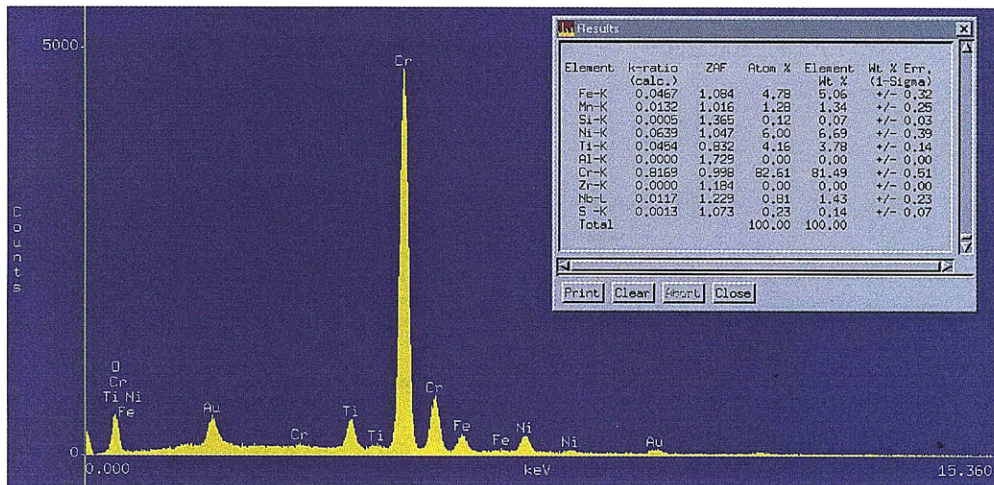 5000.
Counts
0.
0.000
keV
15.360
O
Cr
Ti Ni
Fe
Au
Cr
Ti
Ti
Cr
Cr
Fe
Fe
Ni
Ni
Au
Results
Element k-ratio ZAF Atom % Element Wt % Err.
(calc.) Wt % (1-Sigma)
Fe-K 0.0467 1.084 4.78 5.06 +/- 0.32
Mn-K 0.0132 1.016 1.28 1.34 +/- 0.25
Si-K 0.0005 1.365 0.12 0.07 +/- 0.03
Ni-K 0.0639 1.047 6.00 6.69 +/- 0.39
Ti-K 0.0454 0.832 4.16 3.78 +/- 0.14
Al-K 0.0000 1.729 0.00 0.00 +/- 0.00
Cr-K 0.8169 0.998 82.61 81.49 +/- 0.51
Zr-K 0.0000 1.184 0.00 0.00 +/- 0.00
Nb-L 0.0117 1.229 0.81 1.43 +/- 0.23
S -K 0.0013 1.073 0.23 0.14 +/- 0.07
Total 100.00 100.00
Print Clear Abort Close